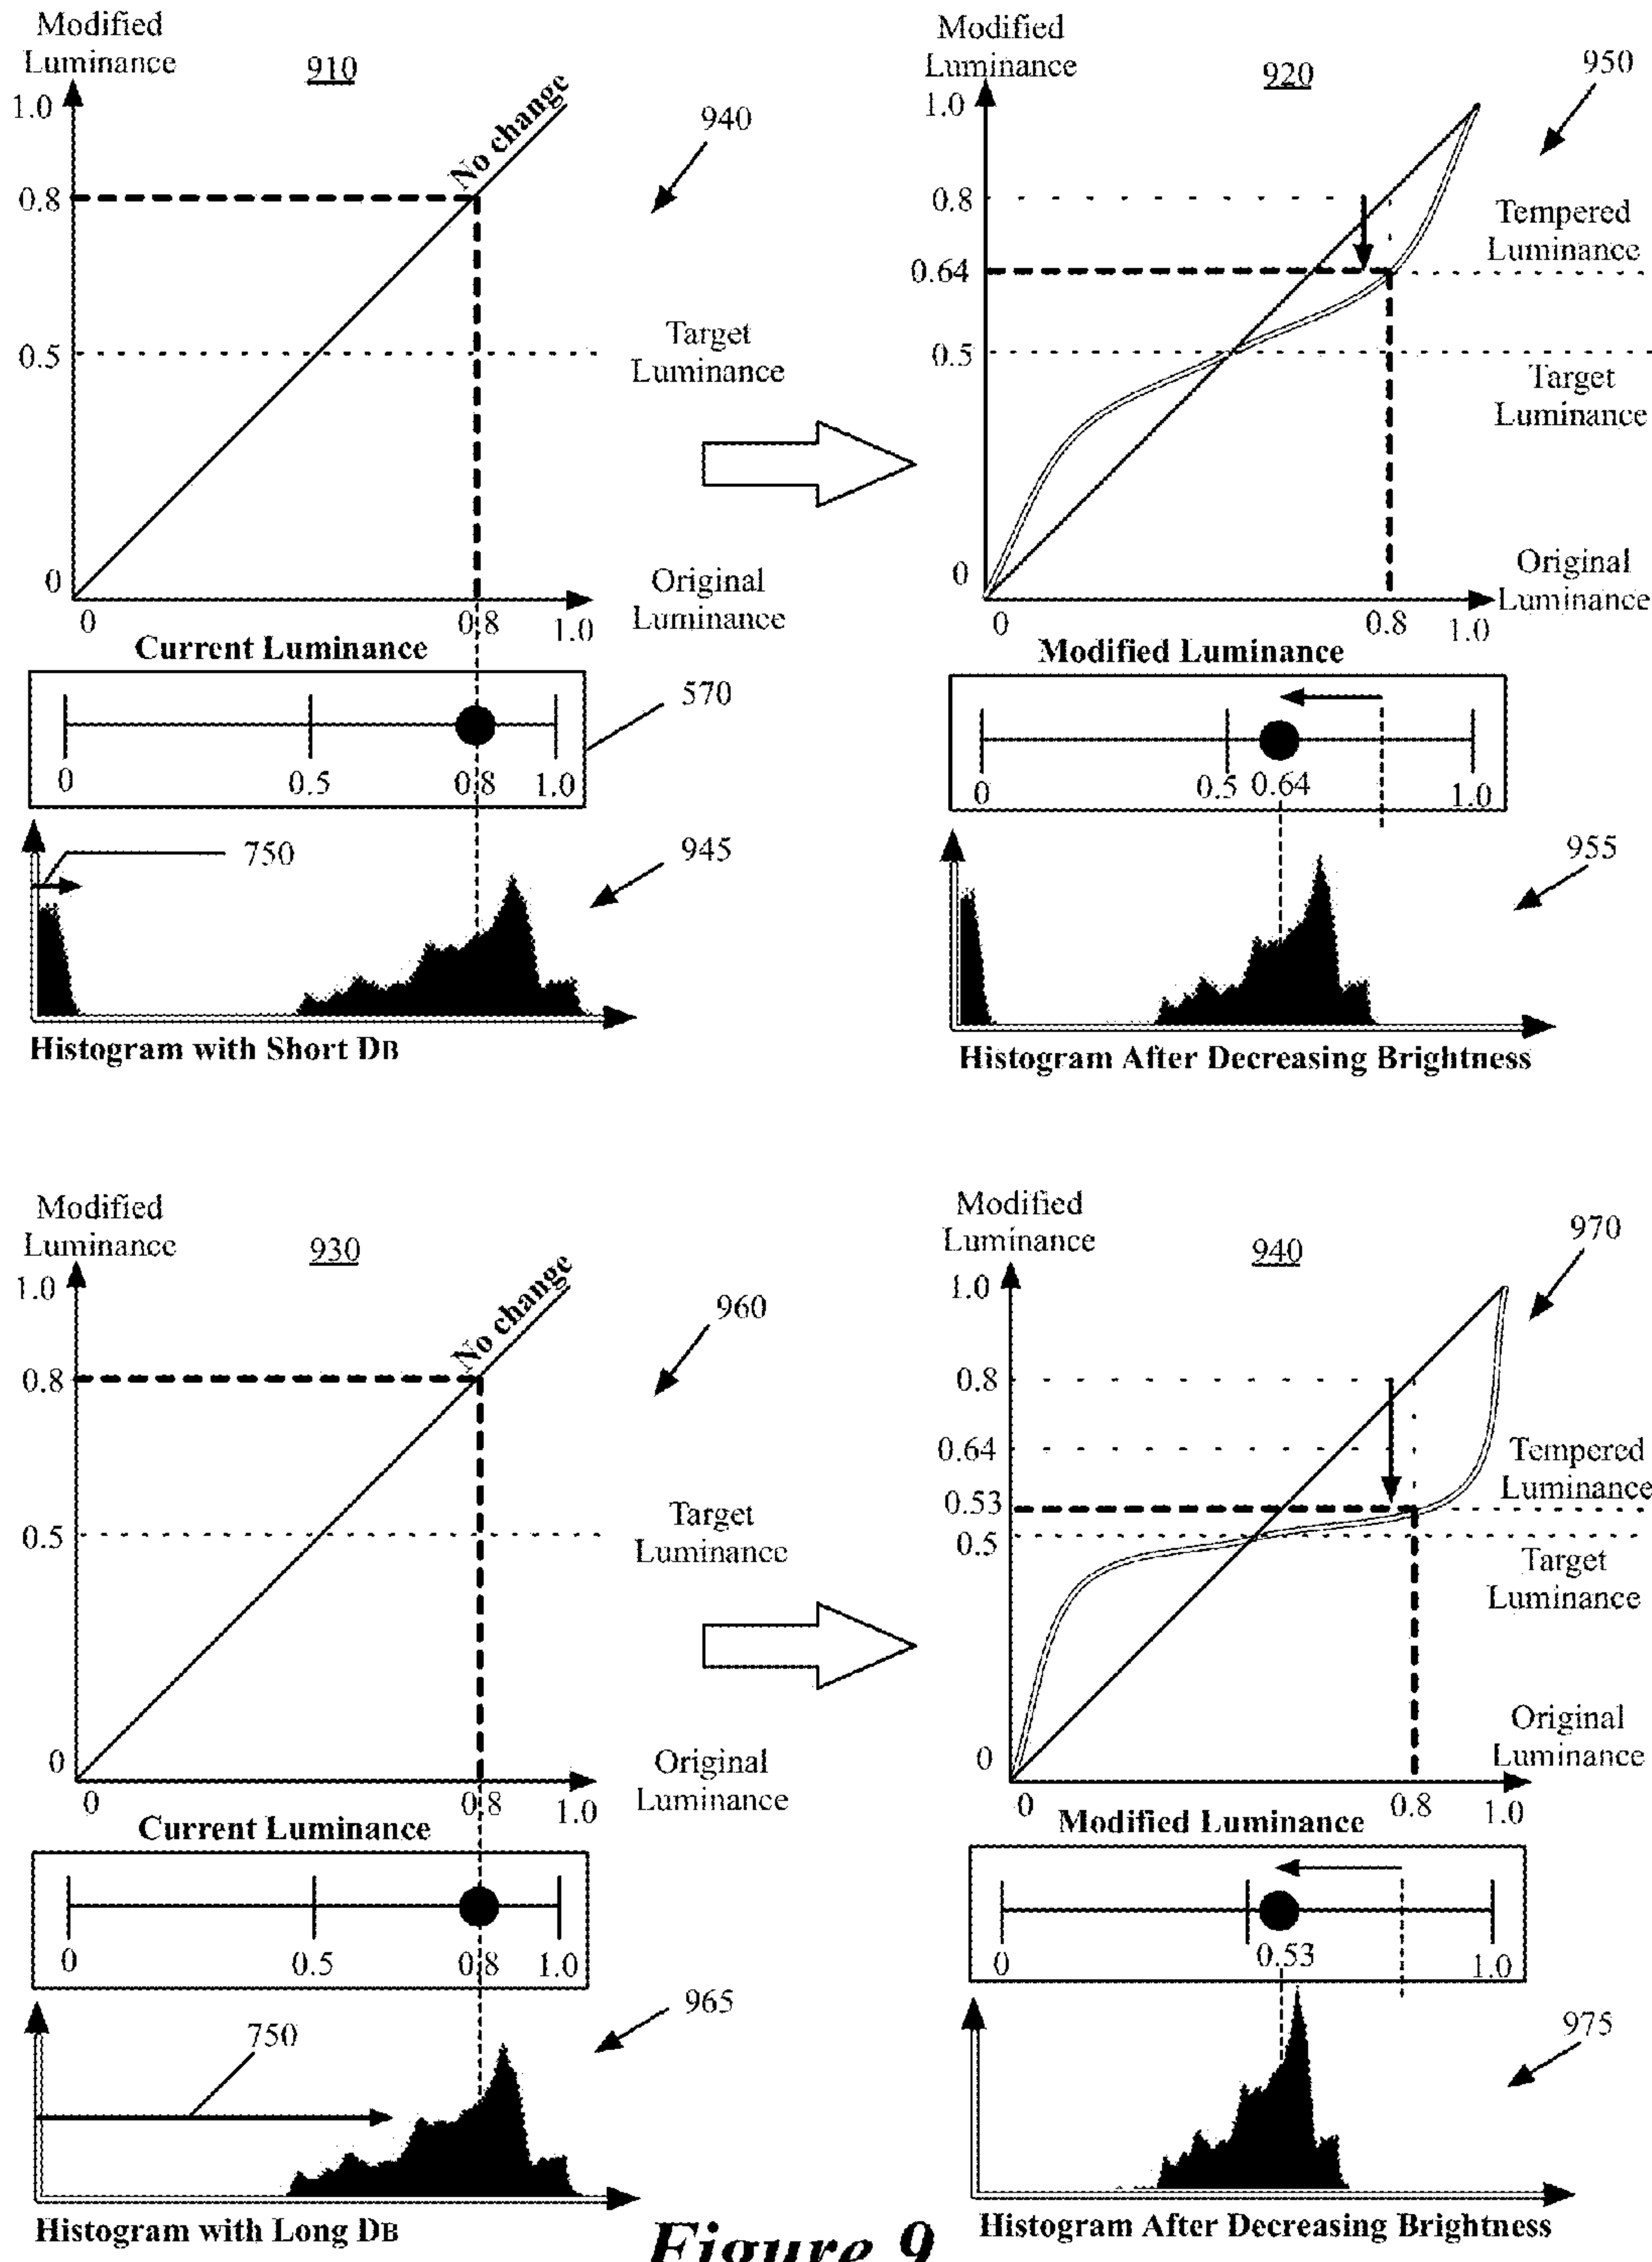 Modified
Luminance
910
1.0
No change
940
0.8
Target
Luminance
0.5
Original
Luminance
0
0
0.8
1.0
Current Luminance
570
0
0.5
0.8
1.0
750
945
Histogram with Short DB
Modified
Luminance
920
950
1.0
0.8
Tempered
Luminance
0.64
0.5
Target
Luminance
Original
Luminance
0
0
0.8
1.0
Modified Luminance
0
0.5
0.64
1.0
955
Histogram After Decreasing Brightness
Modified
Luminance
930
1.0
No change
960
0.8
Target
Luminance
0.5
Original
Luminance
0
0
0.8
1.0
Current Luminance
0
0.5
0.8
1.0
750
965
Histogram with Long DB
Modified
Luminance
940
970
1.0
0.8
0.64
Tempered
Luminance
0.53
0.5
Target
Luminance
Original
Luminance
0
0
0.8
1.0
Modified Luminance
0
0.53
1.0
975
Histogram After Decreasing Brightness
Figure 9